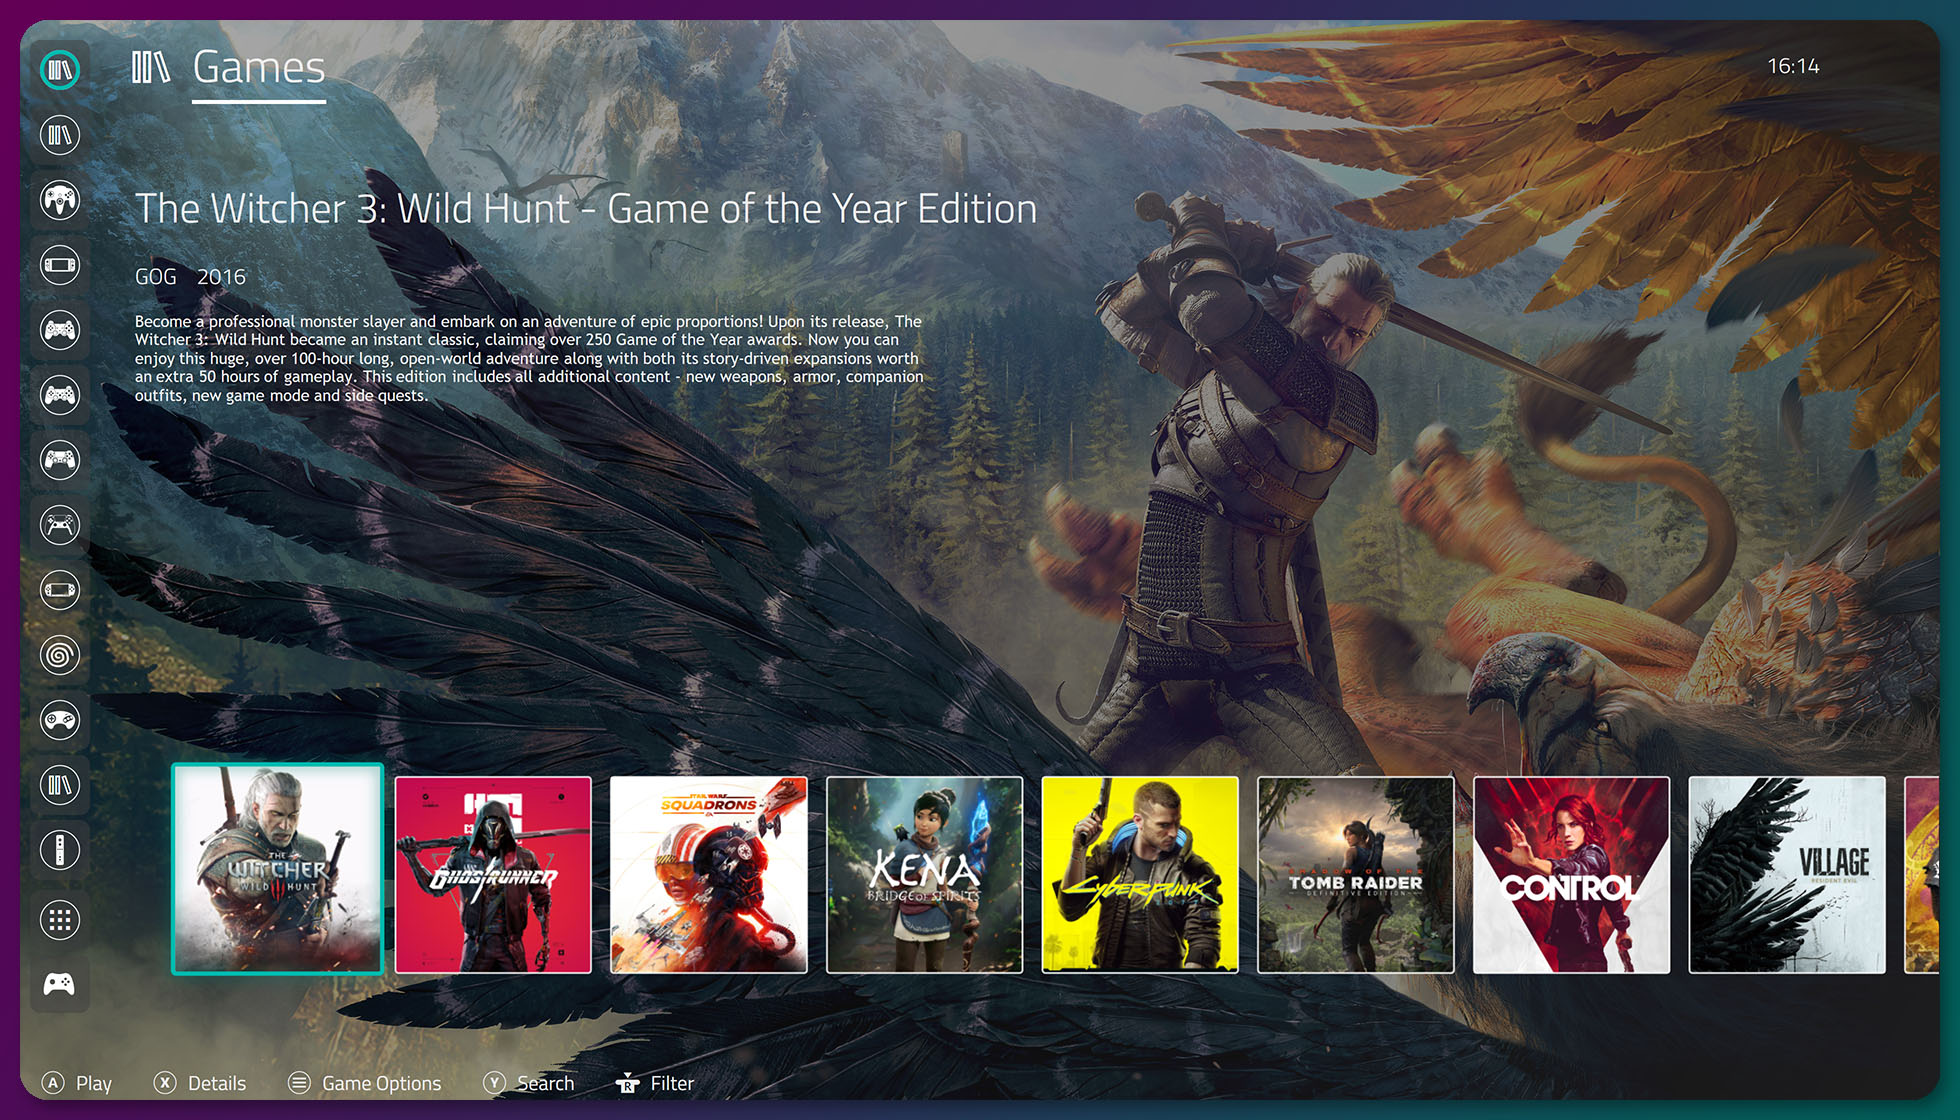 Games
16:14
The Witcher 3: Wild Hunt - Game of the Year Edition
GOG 2016
Become a professional monster slayer and embark on an adventure of epic proportions! Upon its release, The
Witcher 3: Wild Hunt became an instant classic, claiming over 250 Game of the Year awards. Now you can
enjoy this huge, over 100-hour long, open-world adventure along with both its story-driven expansions worth
an extra 50 hours of gameplay. This edition includes all additional content - new weapons, armor, companion
outfits, new game mode and side quests.
THE
WITCHER
WILD HUNT
GHOSTRUNNER
STAR WARS
SQUADRONS
EA
KENA
BRIDGE OF SPIRITS
CYBERPUNK
SHADOW OF THE
TOMB RAIDER
DEFINITIVE EDITION
CONTROL
VILLAGE
RESIDENT EVIL
A Play X Details Game Options Y Search R Filter